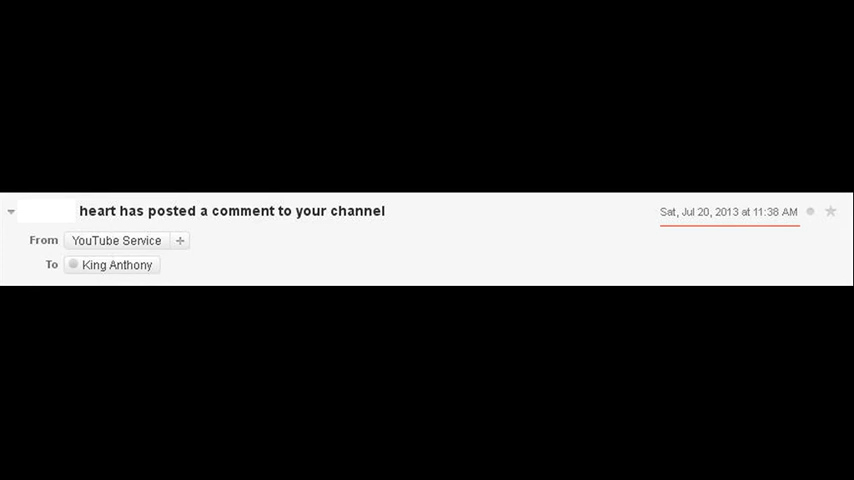 heart has posted a comment to your channel
Sat, Jul 20, 2013 at 11:38 AM
From YouTube Service +
To King Anthony